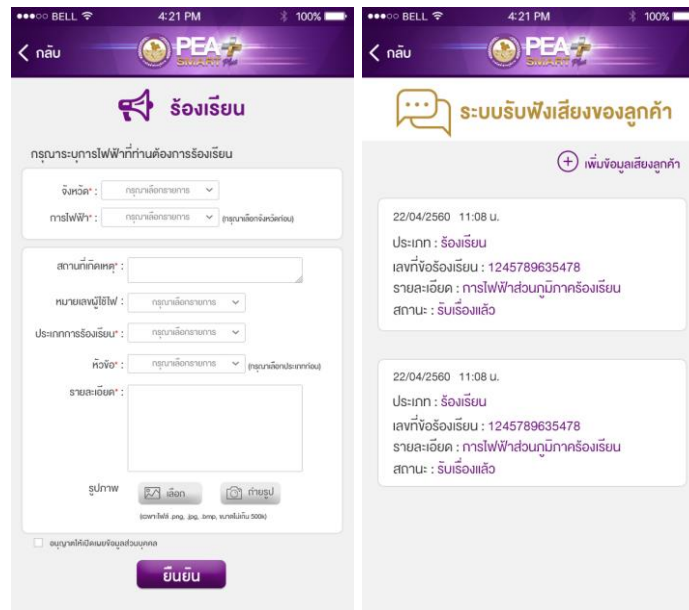 ●●●○○ BELL 4:21 PM 100%
กลับ
PEA
SMART Plus
ร้องเรียน
กรุณาระบุการไฟฟ้าที่ท่านต้องการร้องเรียน
จังหวัด* : กรุณาเลือกรายการ
การไฟฟ้า* : กรุณาเลือกรายการ (กรุณาเลือกจังหวัดก่อน)
สถานที่เกิดเหตุ* :
หมายเลขผู้ใช้ไฟ : กรุณาเลือกรายการ
ประเภทการร้องเรียน* : กรุณาเลือกรายการ
หัวข้อ* : กรุณาเลือกรายการ (กรุณาเลือกประเภทก่อน)
รายละเอียด* :
รูปภาพ เลือก ถ่ายรูป
(เฉพาะไฟล์ .png, .jpg, .bmp, ขนาดไม่เกิน 500k)
อนุญาตให้เปิดเผยข้อมูลส่วนบุคคล
ยืนยัน
●●●○○ BELL 4:21 PM 100%
กลับ
PEA
SMART Plus
ระบบรับฟังเสียงของลูกค้า
เพิ่มข้อมูลเสียงลูกค้า
22/04/2560 11:08 น.
ประเภท : ร้องเรียน
เลขที่ข้อร้องเรียน : 1245789635478
รายละเอียด : การไฟฟ้าส่วนภูมิภาคร้องเรียน
สถานะ : รับเรื่องแล้ว
22/04/2560 11:08 น.
ประเภท : ร้องเรียน
เลขที่ข้อร้องเรียน : 1245789635478
รายละเอียด : การไฟฟ้าส่วนภูมิภาคร้องเรียน
สถานะ : รับเรื่องแล้ว